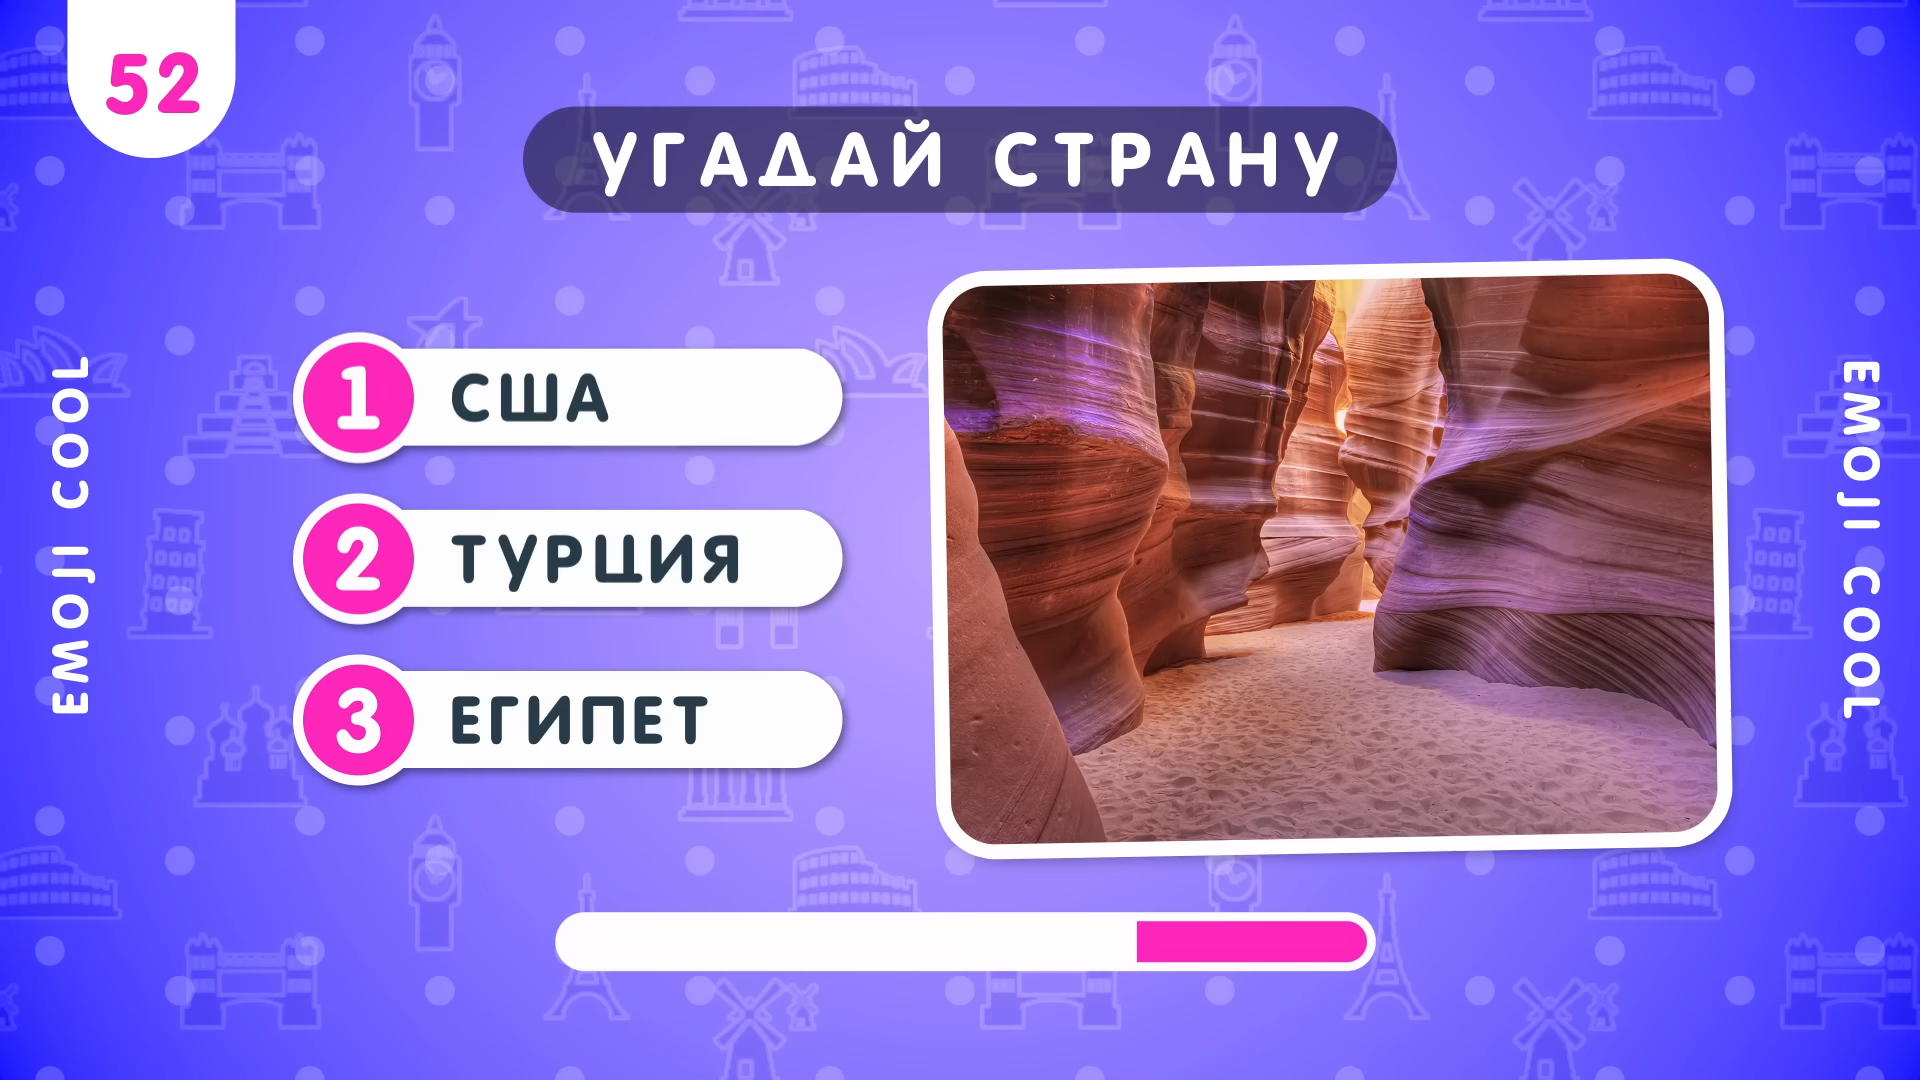 52
УГАДАЙ СТРАНУ
EMOJI COOL
1 США
2 ТУРЦИЯ
3 ЕГИПЕТ
EMOJI COOL